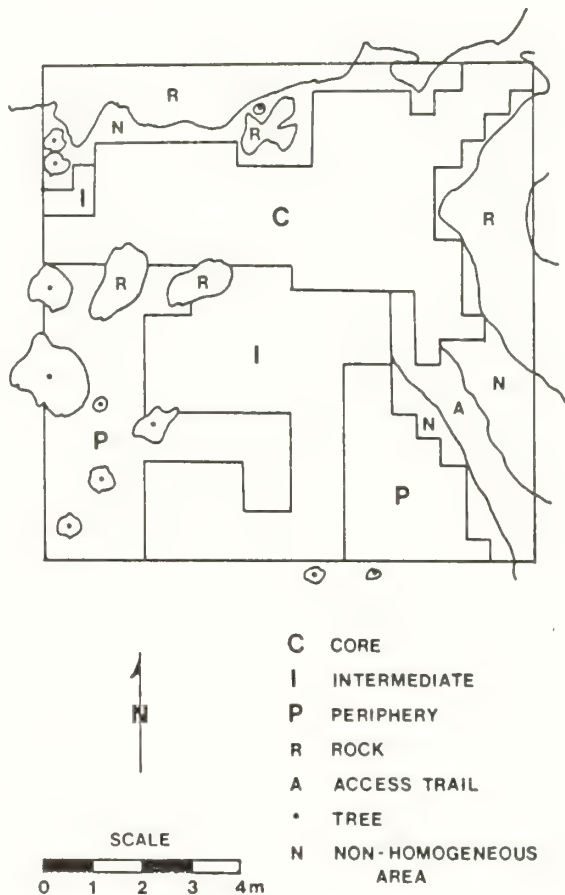 R
N
R
I
C
R
R
R
I
N
A
P
N
P
N
C CORE
I INTERMEDIATE
P PERIPHERY
R ROCK
A ACCESS TRAIL
• TREE
N NON-HOMOGENEOUS
AREA
SCALE
0 1 2 3 4m